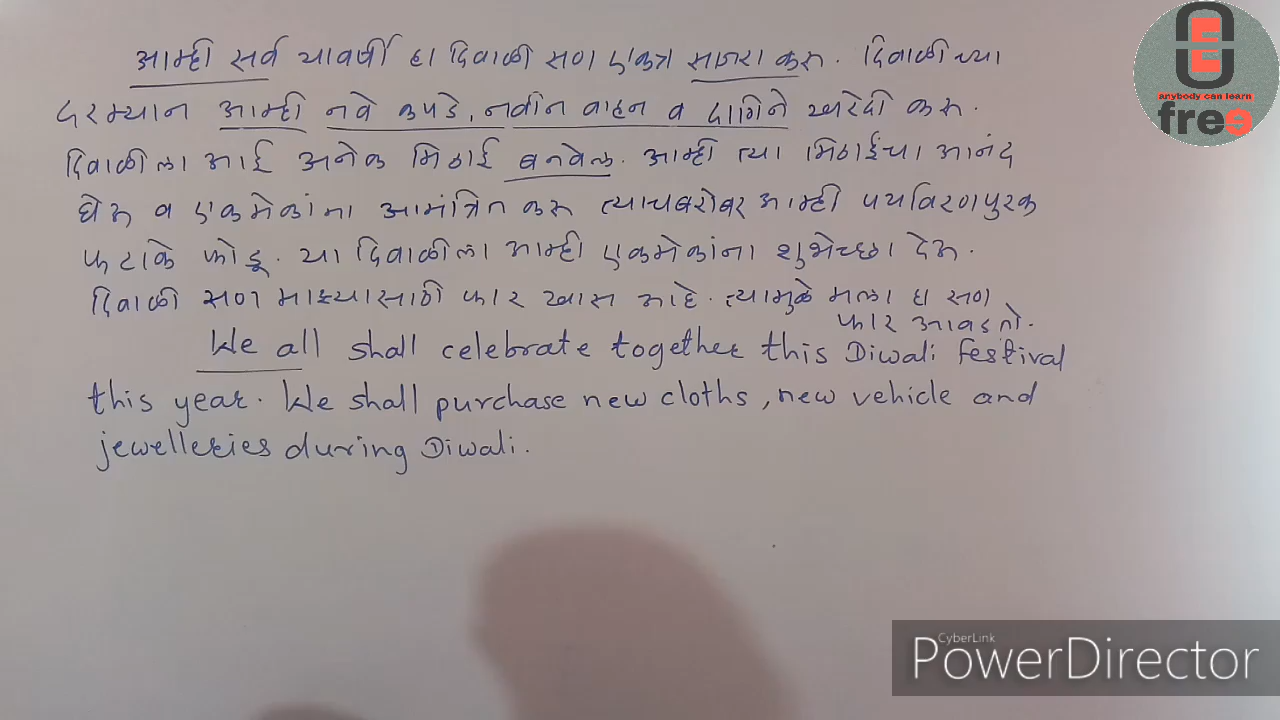 आम्ही सर्व यावर्षी हा दिवाळी सण एकत्र साजरा करू. दिवाळीच्या
दरम्यान आम्ही नवे कपडे, नवीन वाहन व दागिने खरेदी करू.
दिवाळीला आई अनेक मिठाई बनवेल. आम्ही त्या मिठाईंचा आनंद
घेऊ व एकमेकांना आमंत्रित करू त्याचबरोबर आम्ही पर्यावरणपुरक
फटाके फोडू. या दिवाळीला आम्ही एकमेकांना शुभेच्छा देऊ.
दिवाळी सण माझ्यासाठी फार खास आहे. त्यामुळे मला हा सण
फार आवडतो.
We all shall celebrate together this Diwali festival
this year. We shall purchase new cloths, new vehicle and
jewelleries during Diwali.
EEE
anybody can learn
free
CyberLink
PowerDirector